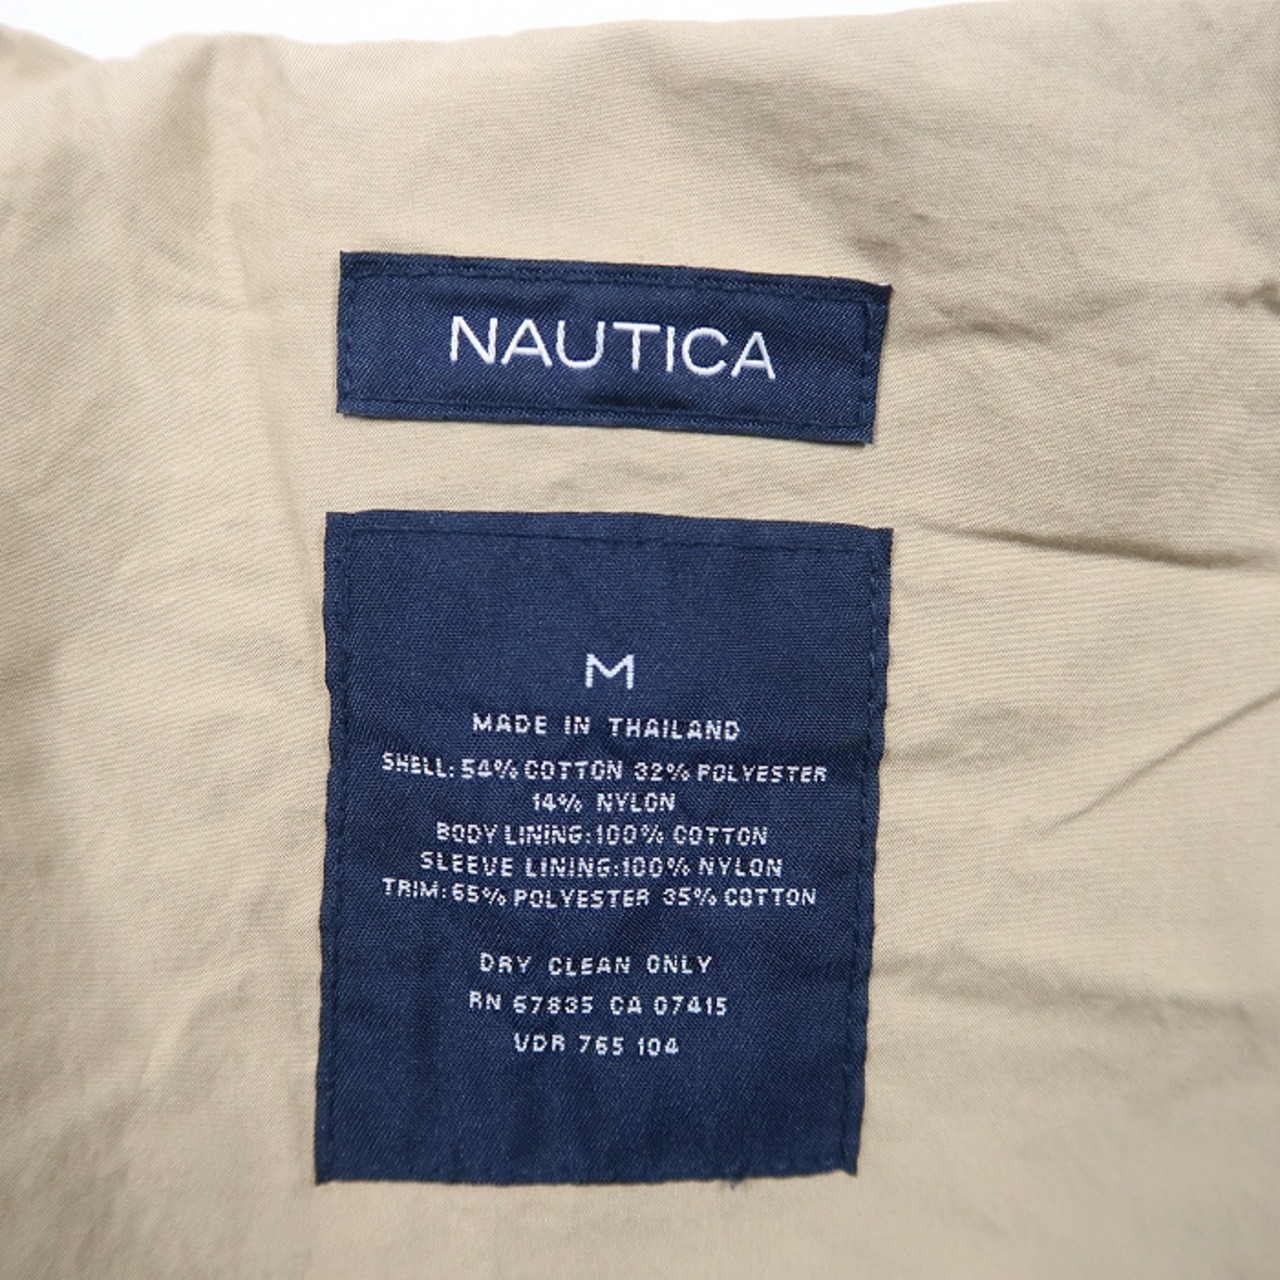 NAUTICA
M
MADE IN THAILAND
SHELL: 54% COTTON 32% POLYESTER
14% NYLON
BODY LINING: 100% COTTON
SLEEVE LINING: 100% NYLON
TRIM: 65% POLYESTER 35% COTTON
DRY CLEAN ONLY
RN 67835 CA 07415
VDR 765 104